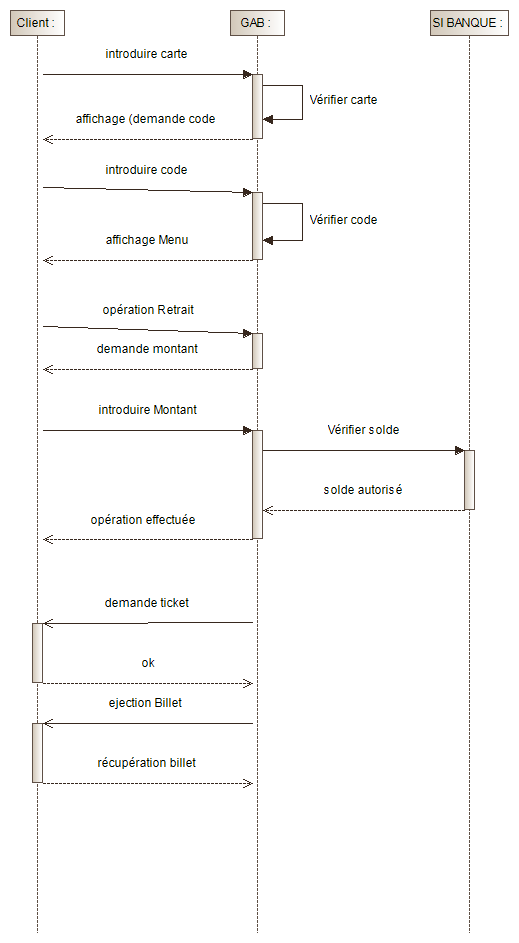 Client :
GAB :
SI BANQUE :
introduire carte
Vérifier carte
affichage (demande code
introduire code
Vérifier code
affichage Menu
opération Retrait
demande montant
introduire Montant
Vérifier solde
solde autorisé
opération effectuée
demande ticket
ok
ejection Billet
récupération billet